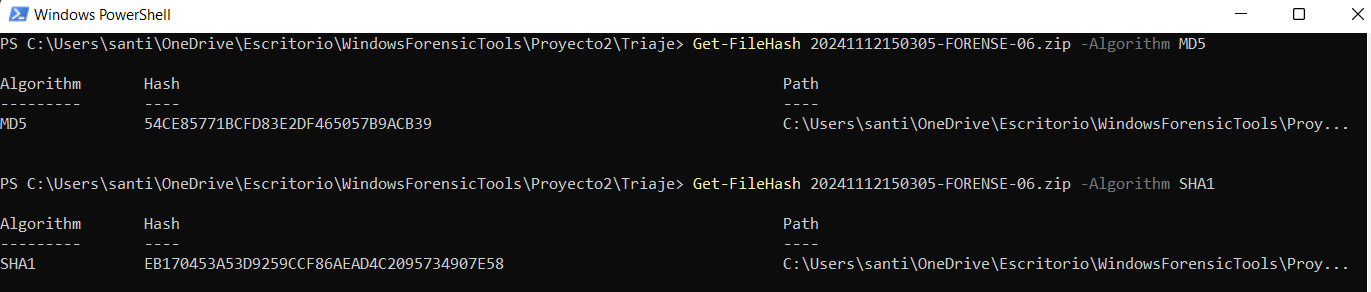 Windows PowerShell
PS C:\Users\santi\OneDrive\Escritorio\WindowsForensicTools\Proyecto2\Triaje> Get-FileHash 20241112150305-FORENSE-06.zip -Algorithm MD5
Algorithm Hash Path
--------- ---- ----
MD5 54CE85771BCFD83E2DF465057B9ACB39 C:\Users\santi\OneDrive\Escritorio\WindowsForensicTools\Proy...
PS C:\Users\santi\OneDrive\Escritorio\WindowsForensicTools\Proyecto2\Triaje> Get-FileHash 20241112150305-FORENSE-06.zip -Algorithm SHA1
Algorithm Hash Path
--------- ---- ----
SHA1 EB170453A53D9259CCF86AEAD4C2095734907E58 C:\Users\santi\OneDrive\Escritorio\WindowsForensicTools\Proy...